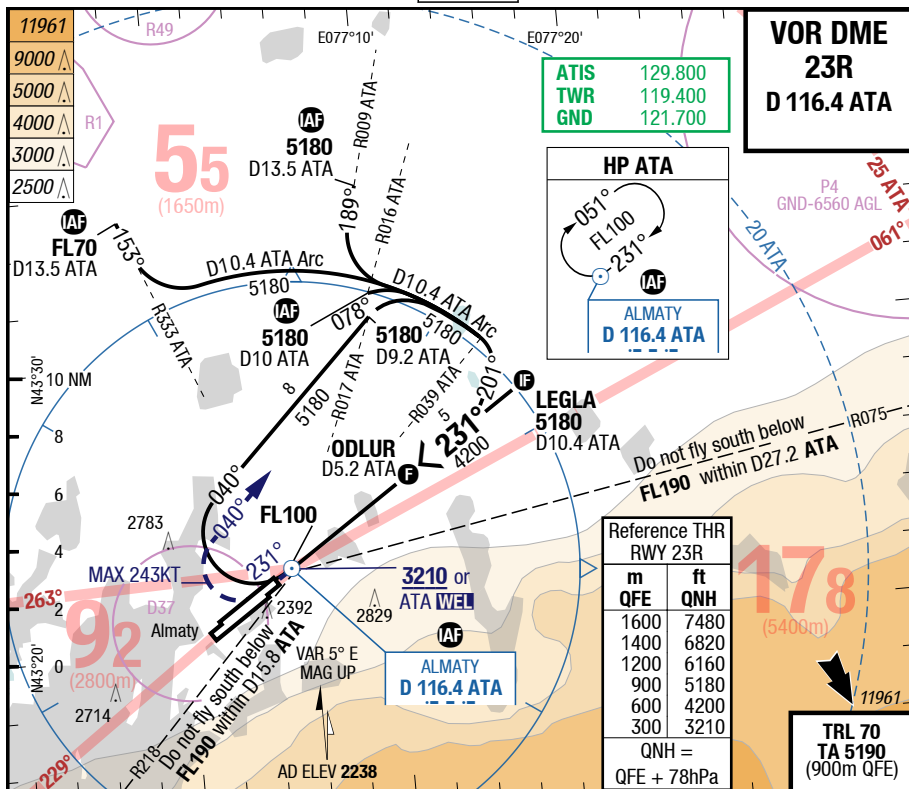 11961
9000
5000
4000
3000
2500
R49
R1
E077°10'
E077°20'
VOR DME
23R
D 116.4 ATA
ATIS 129.800
TWR 119.400
GND 121.700
HP ATA
051°
FL100
231°
IAF
ALMATY
D 116.4 ATA
P4
GND-6560 AGL
25 ATA
061°
20 ATA
55
(1650m)
IAF
5180
D13.5 ATA
R009 ATA
189°
R016 ATA
IAF
FL70
D13.5 ATA
153°
D10.4 ATA Arc
5180
R333 ATA
IAF
5180
D10 ATA
078°
D10.4 ATA Arc
5180
5180
D9.2 ATA
201°
R017 ATA
R039 ATA
N43°30'
10 NM
8
6
4
2
0
N43°20'
8
5180
IF
LEGLA
5180
D10.4 ATA
231°
5
4200
ODLUR
D5.2 ATA
F
040°
040°
231°
FL100
Do not fly south below
FL190 within D27.2 ATA
R075
2783
MAX 243KT
263°
D37
92
(2800m)
Almaty
2392
2829
2714
3210 or
ATA WEL
IAF
ALMATY
D 116.4 ATA
R218
Do not fly south below
FL190 within D15.8 ATA
229°
VAR 5° E
MAG UP
AD ELEV 2238
Reference THR
RWY 23R
m ft
QFE QNH
1600 7480
1400 6820
1200 6160
900 5180
600 4200
300 3210
QNH =
QFE + 78hPa
178
(5400m)
11961
TRL 70
TA 5190
(900m QFE)